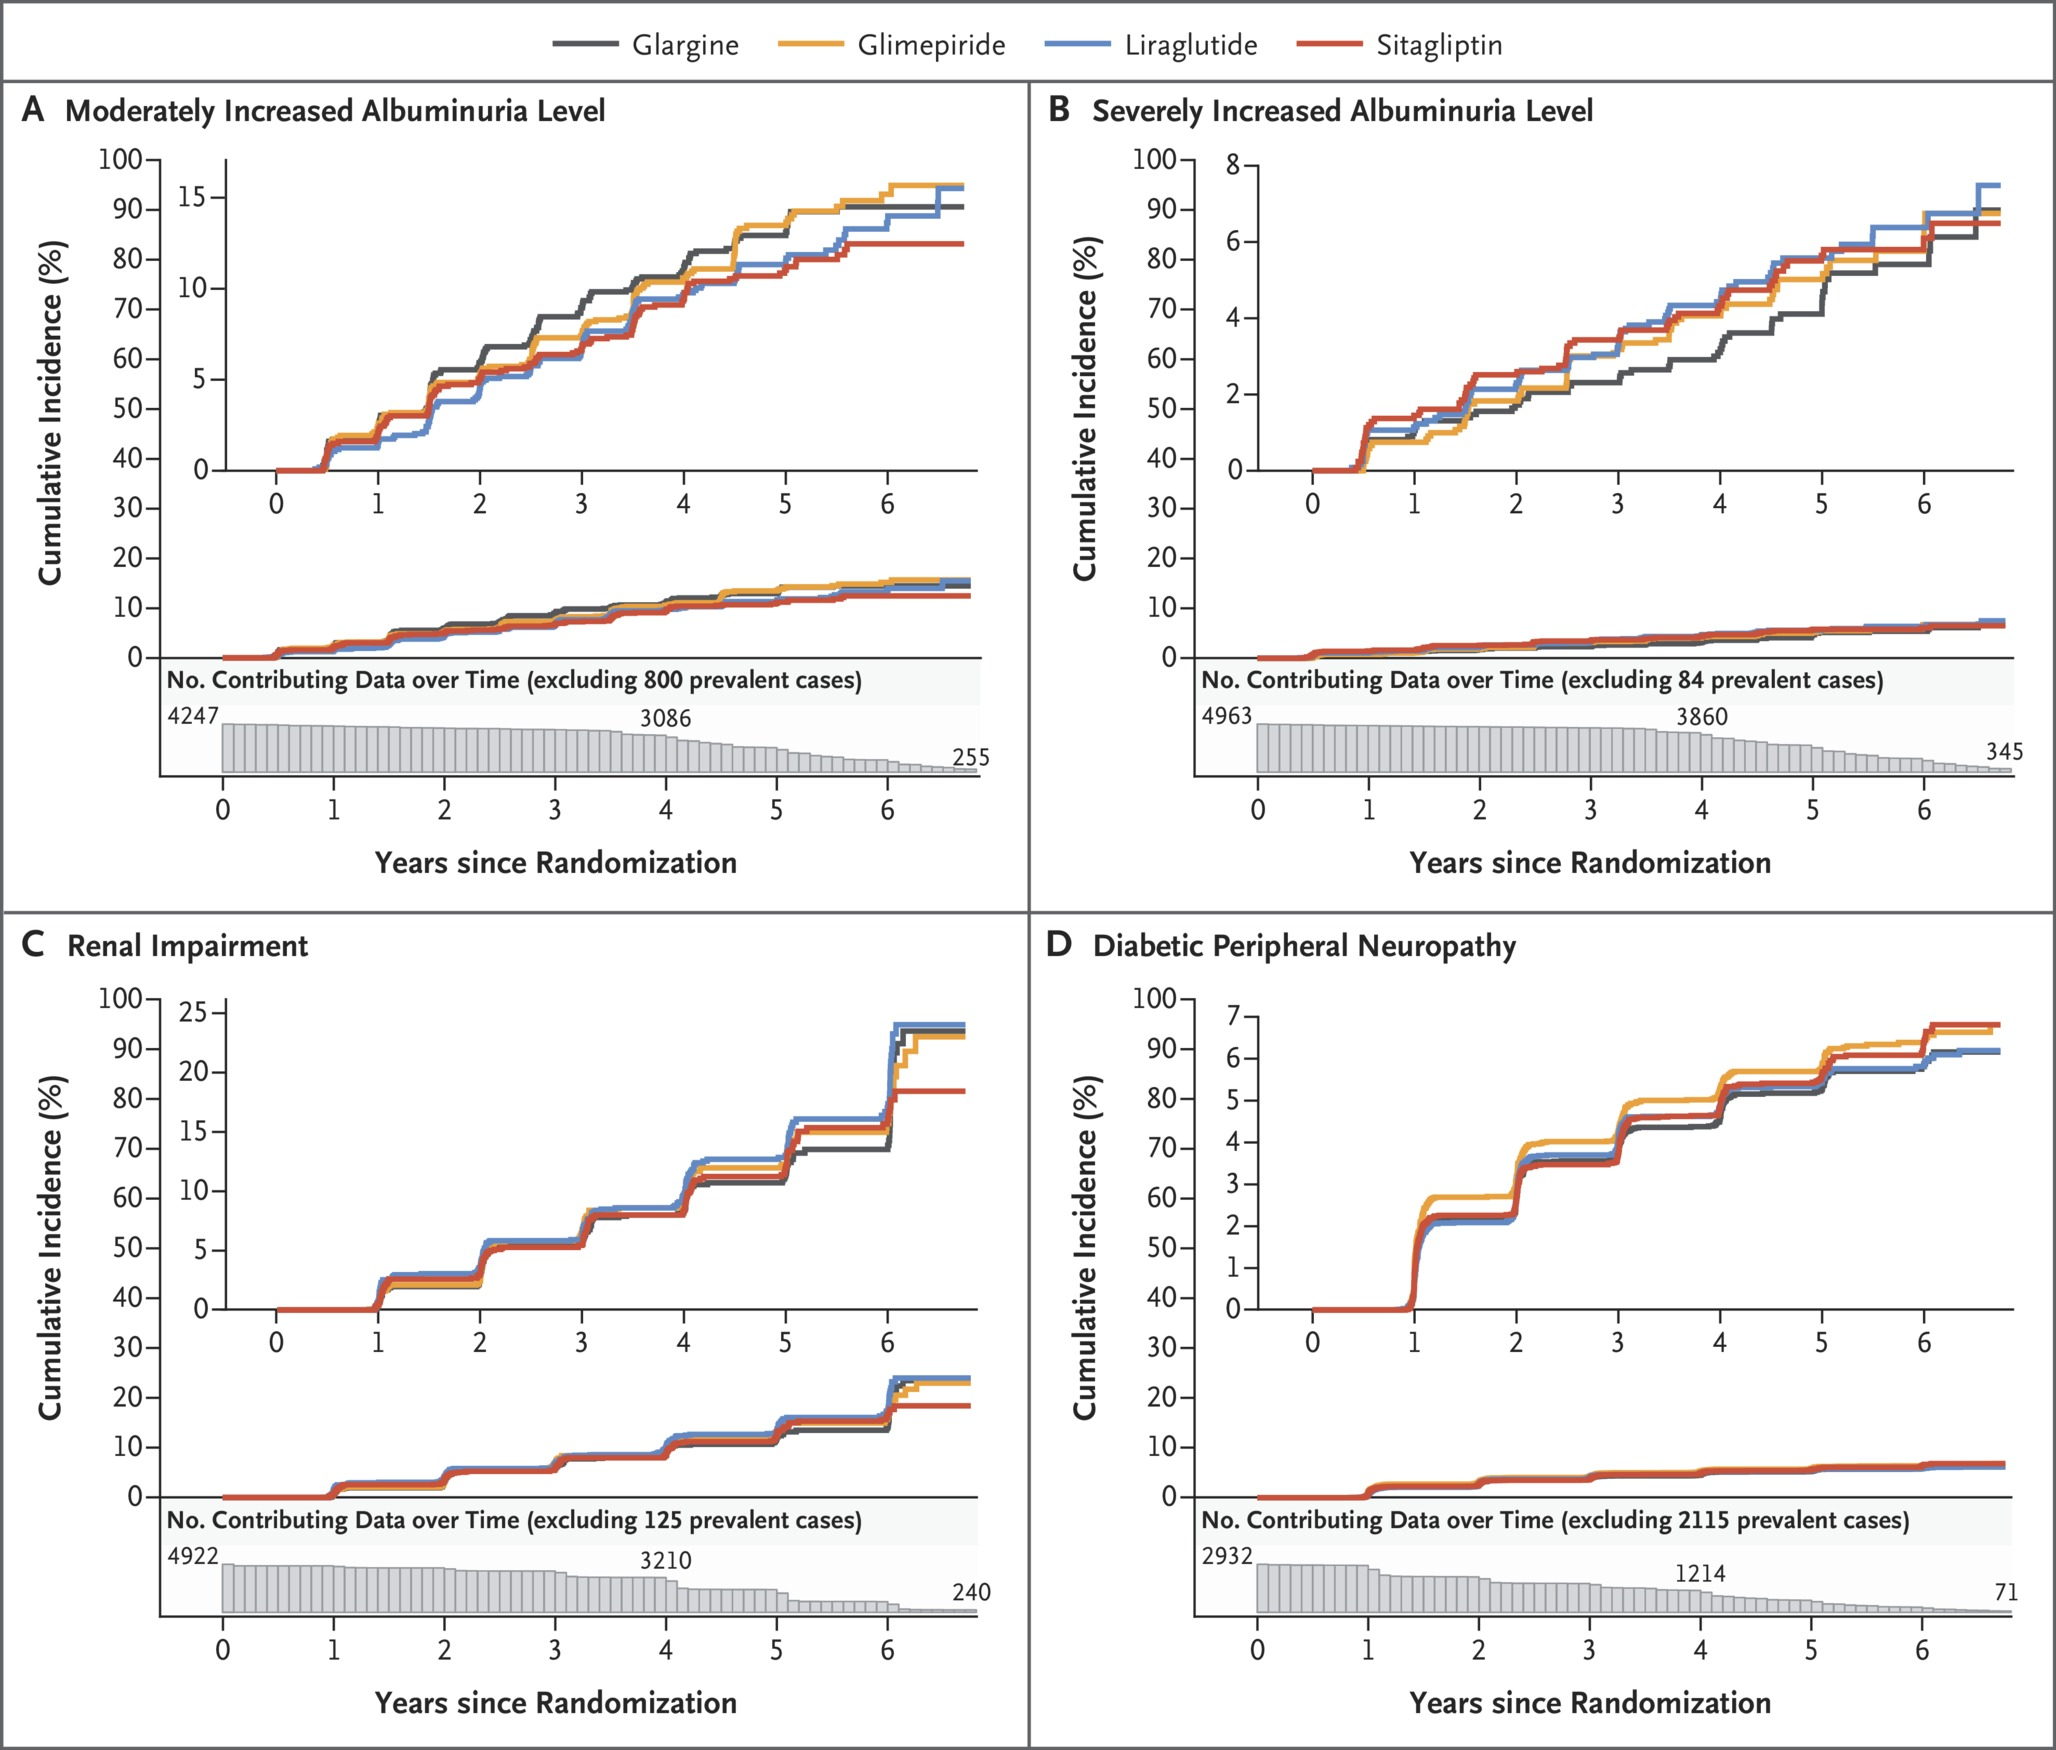 Glargine Glimepiride Liraglutide Sitagliptin
A Moderately Increased Albuminuria Level
Cumulative Incidence (%)
100
90
80
70
60
50
40
30
20
10
0
15
10
5
0
0 1 2 3 4 5 6
No. Contributing Data over Time (excluding 800 prevalent cases)
4247 3086 255
0 1 2 3 4 5 6
Years since Randomization
B Severely Increased Albuminuria Level
Cumulative Incidence (%)
100
90
80
70
60
50
40
30
20
10
0
8
6
4
2
0
0 1 2 3 4 5 6
No. Contributing Data over Time (excluding 84 prevalent cases)
4963 3860 345
0 1 2 3 4 5 6
Years since Randomization
C Renal Impairment
Cumulative Incidence (%)
100
90
80
70
60
50
40
30
20
10
0
25
20
15
10
5
0
0 1 2 3 4 5 6
No. Contributing Data over Time (excluding 125 prevalent cases)
4922 3210 240
0 1 2 3 4 5 6
Years since Randomization
D Diabetic Peripheral Neuropathy
Cumulative Incidence (%)
100
90
80
70
60
50
40
30
20
10
0
7
6
5
4
3
2
1
0
0 1 2 3 4 5 6
No. Contributing Data over Time (excluding 2115 prevalent cases)
2932 1214 71
0 1 2 3 4 5 6
Years since Randomization